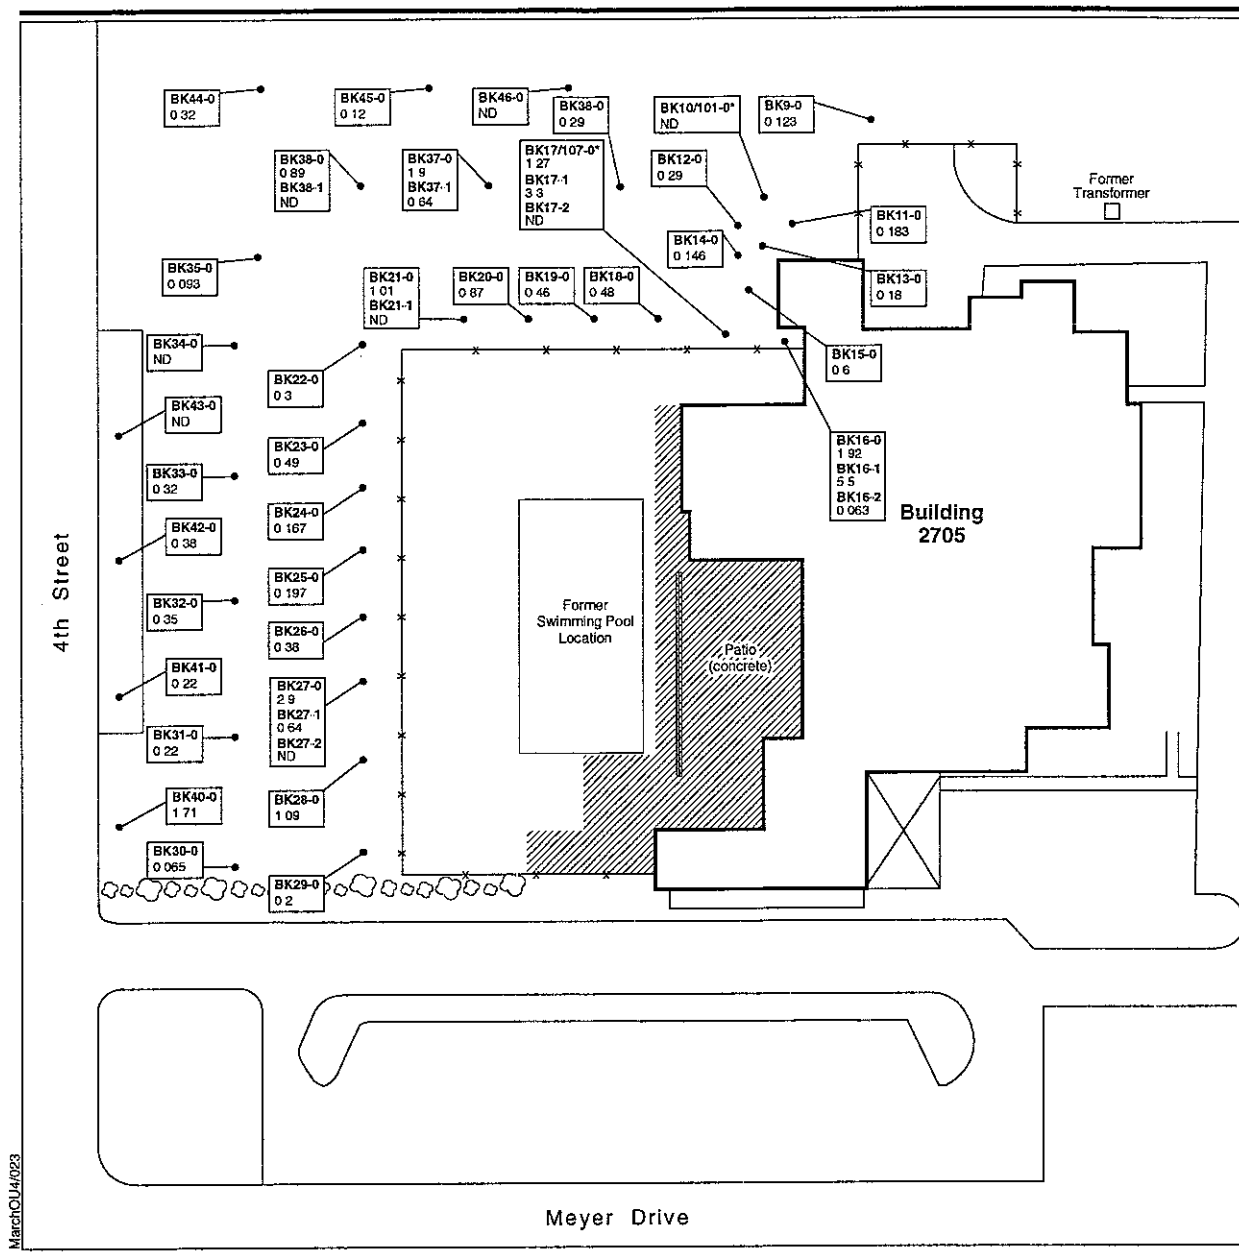 BK44-0
0 32
BK45-0
0 12
BK46-0
ND
BK38-0
0 29
BK10/101-0*
ND
BK9-0
0 123
BK38-0
0 89
BK38-1
ND
BK37-0
1 9
BK37-1
0 64
BK17/107-0*
1 27
BK17-1
3 3
BK17-2
ND
BK12-0
0 29
Former
Transformer
BK11-0
0 183
BK14-0
0 146
BK13-0
0 18
BK35-0
0 093
BK21-0
1 01
BK21-1
ND
BK20-0
0 87
BK19-0
0 46
BK18-0
0 48
BK34-0
ND
BK15-0
0 6
BK22-0
0 3
BK43-0
ND
BK23-0
0 49
BK16-0
1 92
BK16-1
5 5
BK16-2
0 063
BK33-0
0 32
BK24-0
0 167
Building
2705
BK42-0
0 38
4th Street
BK25-0
0 197
BK32-0
0 35
BK26-0
0 38
Former
Swimming Pool
Location
Patio
(concrete)
BK41-0
0 22
BK27-0
2 9
BK27-1
0 64
BK27-2
ND
BK31-0
0 22
BK40-0
1 71
BK28-0
1 09
BK30-0
0 065
BK29-0
0 2
Meyer Drive
MarchOU4/023